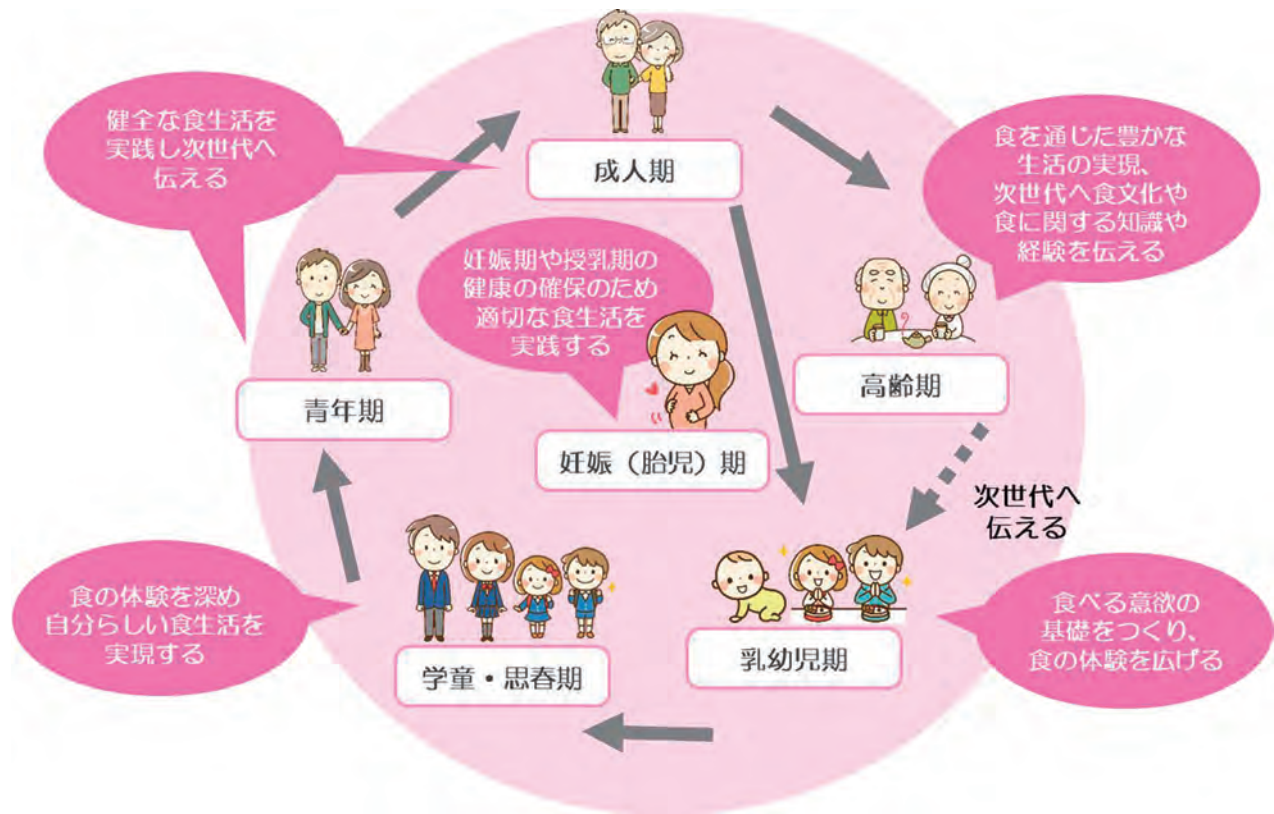 成人期
健全な食生活を
実践し次世代へ
伝える
食を通じた豊かな
生活の実現、
次世代へ食文化や
食に関する知識や
経験を伝える
妊娠期や授乳期の
健康の確保のため
適切な食生活を
実践する
青年期
高齢期
妊娠（胎児）期
次世代へ
伝える
食の体験を深め
自分らしい食生活を
実現する
学童・思春期
乳幼児期
食べる意欲の
基礎をつくり、
食の体験を広げる